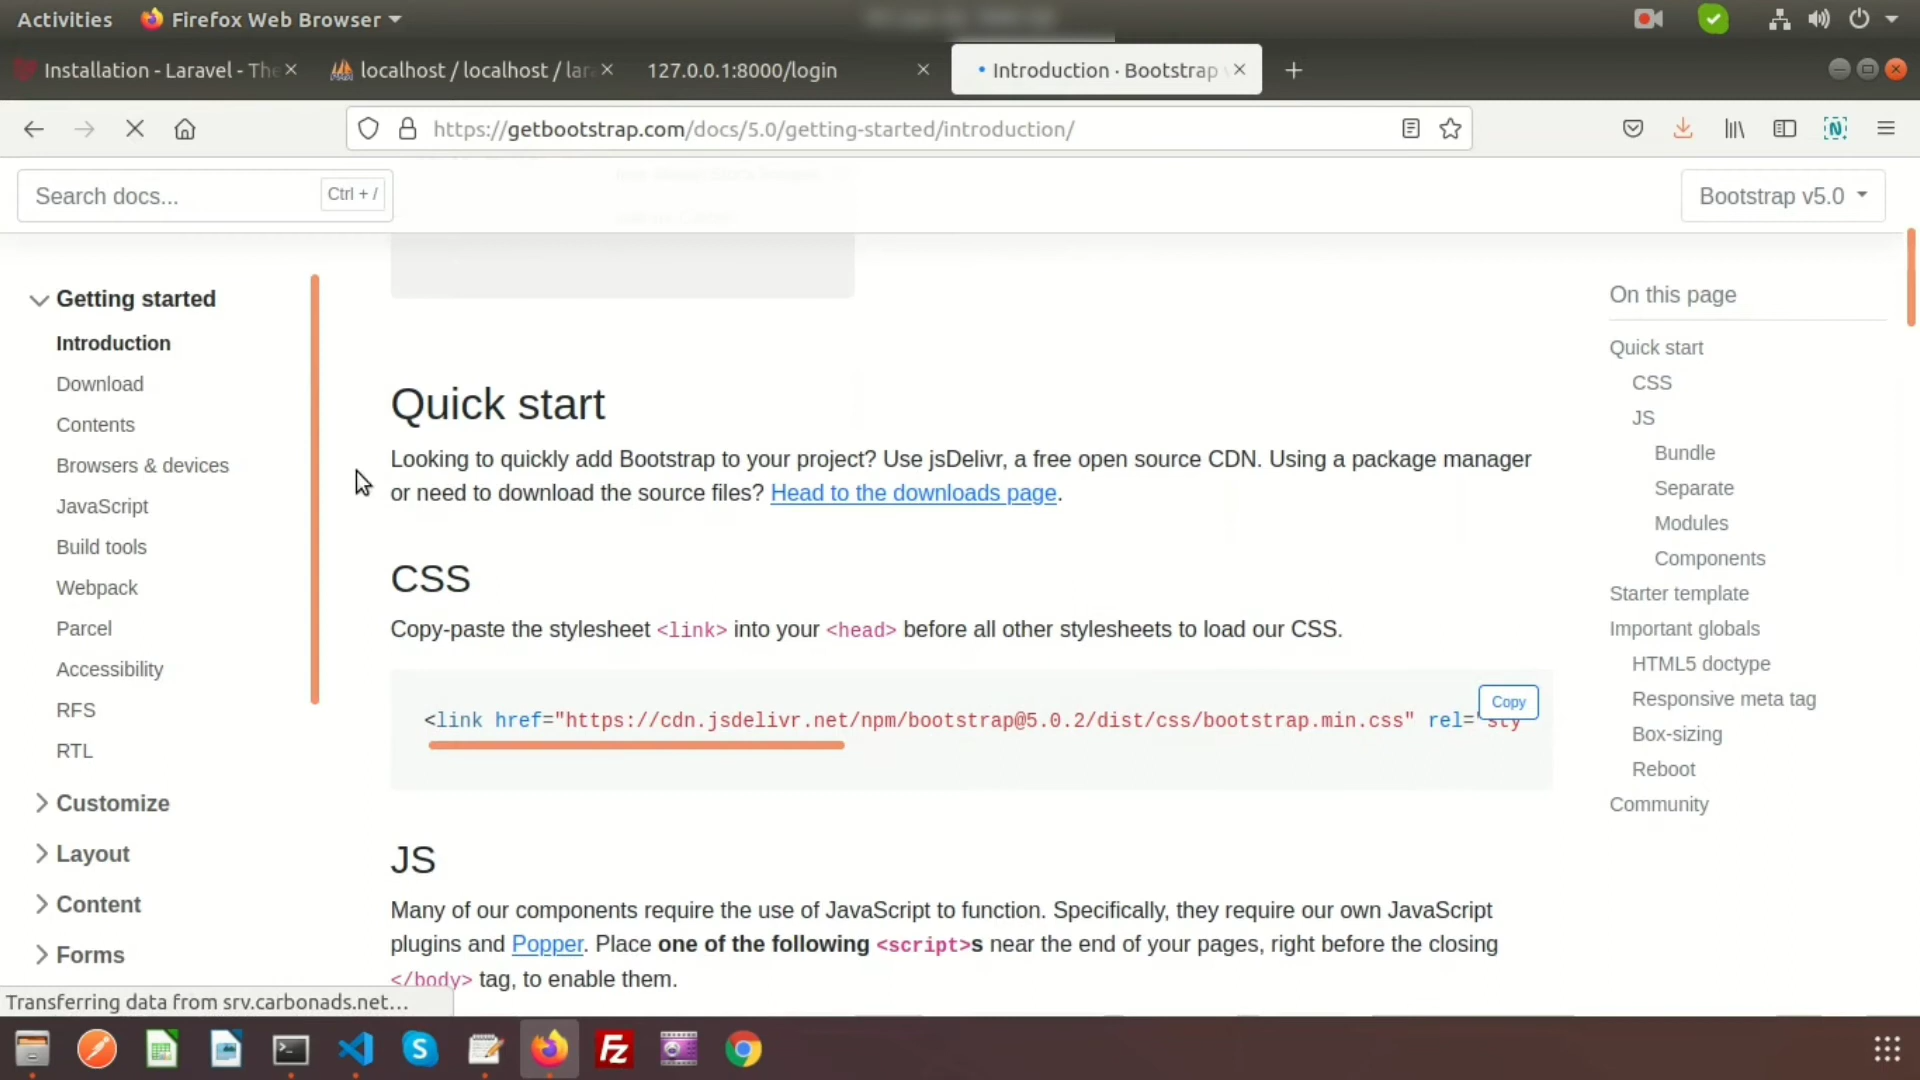 Activities
Firefox Web Browser
Installation - Laravel - The
localhost / localhost / lar
127.0.0.1:8000/login
• Introduction · Bootstrap
https://getbootstrap.com/docs/5.0/getting-started/introduction/
Search docs...
Ctrl + /
Bootstrap v5.0
Getting started
Introduction
Download
Contents
Browsers & devices
JavaScript
Build tools
Webpack
Parcel
Accessibility
RFS
RTL
Customize
Layout
Content
Forms
Quick start
Looking to quickly add Bootstrap to your project? Use jsDelivr, a free open source CDN. Using a package manager
or need to download the source files? Head to the downloads page.
CSS
Copy-paste the stylesheet <link> into your <head> before all other stylesheets to load our CSS.
Copy
<link href="https://cdn.jsdelivr.net/npm/bootstrap@5.0.2/dist/css/bootstrap.min.css" rel="sty
JS
Many of our components require the use of JavaScript to function. Specifically, they require our own JavaScript
plugins and Popper. Place one of the following <script>s near the end of your pages, right before the closing
</body> tag, to enable them.
On this page
Quick start
CSS
JS
Bundle
Separate
Modules
Components
Starter template
Important globals
HTML5 doctype
Responsive meta tag
Box-sizing
Reboot
Community
Transferring data from srv.carbonads.net...